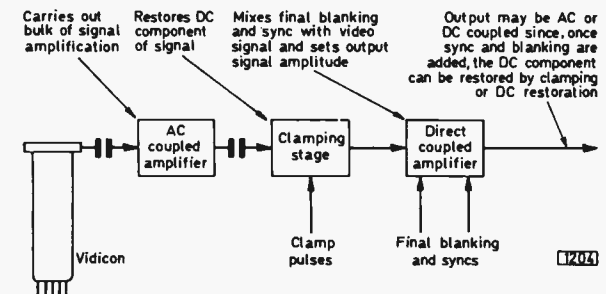 Carries out
bulk of signal
amplification
Restores DC
component
of signal
Mixes final blanking
and sync with video
signal and sets output
signal amplitude
Output may be AC or
DC coupled since, once
sync and blanking are
added, the DC component
can be restored by clamping
or DC restoration
AC
coupled
amplifier
Clamping
stage
Direct
coupled
amplifier
Vidicon
Clamp
pulses
Final blanking
and syncs
1204